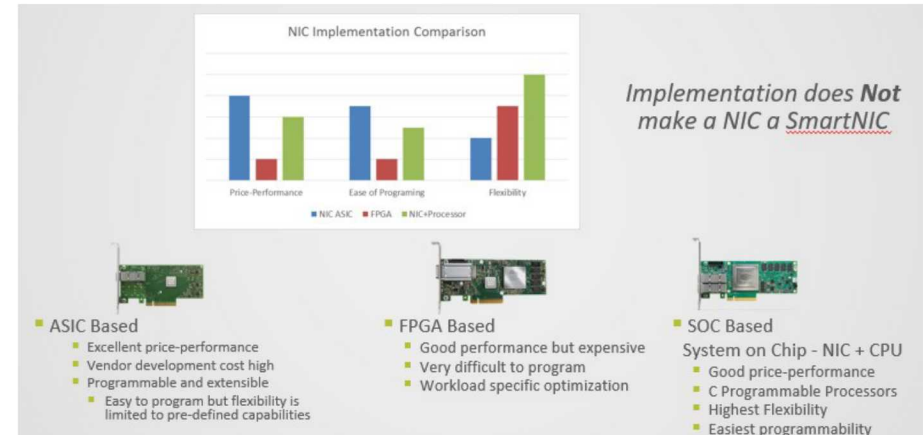 NIC Implementation Comparison
Price-Performance
Ease of Programing
Flexibility
NIC ASIC
FPGA
NIC+Processor
Implementation does Not
make a NIC a SmartNIC
ASIC Based
Excellent price-performance
Vendor development cost high
Programmable and extensible
Easy to program but flexibility is
limited to pre-defined capabilities
FPGA Based
Good performance but expensive
Very difficult to program
Workload specific optimization
SOC Based
System on Chip - NIC + CPU
Good price-performance
C Programmable Processors
Highest Flexibility
Easiest programmability